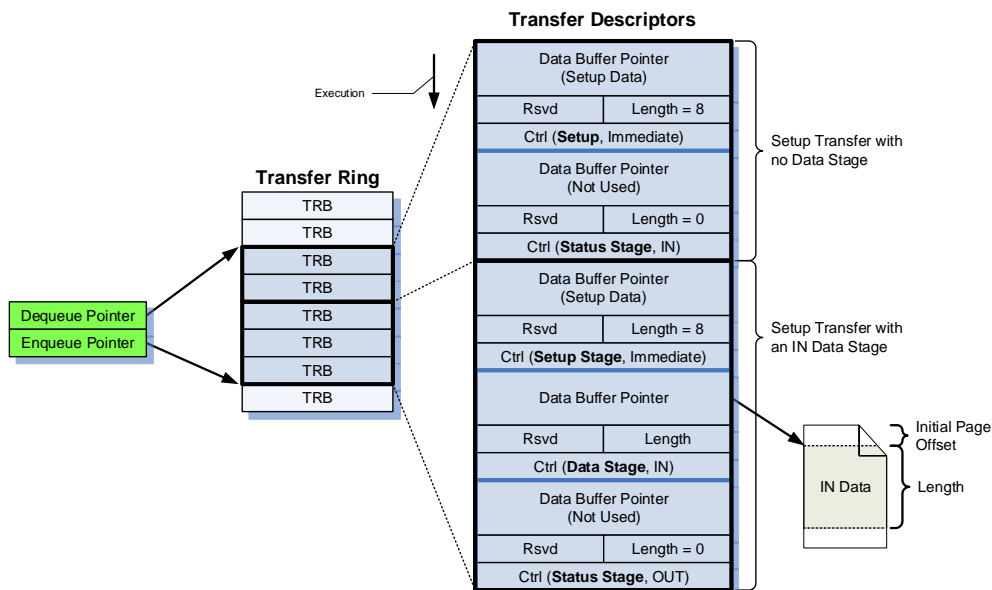 Transfer Descriptors
Execution
Data Buffer Pointer
(Setup Data)
Rsvd
Length = 8
Ctrl (Setup, Immediate)
Data Buffer Pointer
(Not Used)
Rsvd
Length = 0
Ctrl (Status Stage, IN)
Setup Transfer with
no Data Stage
Data Buffer Pointer
(Setup Data)
Rsvd
Length = 8
Ctrl (Setup Stage, Immediate)
Data Buffer Pointer
Rsvd
Length
Ctrl (Data Stage, IN)
Data Buffer Pointer
(Not Used)
Rsvd
Length = 0
Ctrl (Status Stage, OUT)
Setup Transfer with
an IN Data Stage
Transfer Ring
TRB
TRB
TRB
TRB
TRB
TRB
TRB
TRB
Dequeue Pointer
Enqueue Pointer
Initial Page
Offset
IN Data
Length